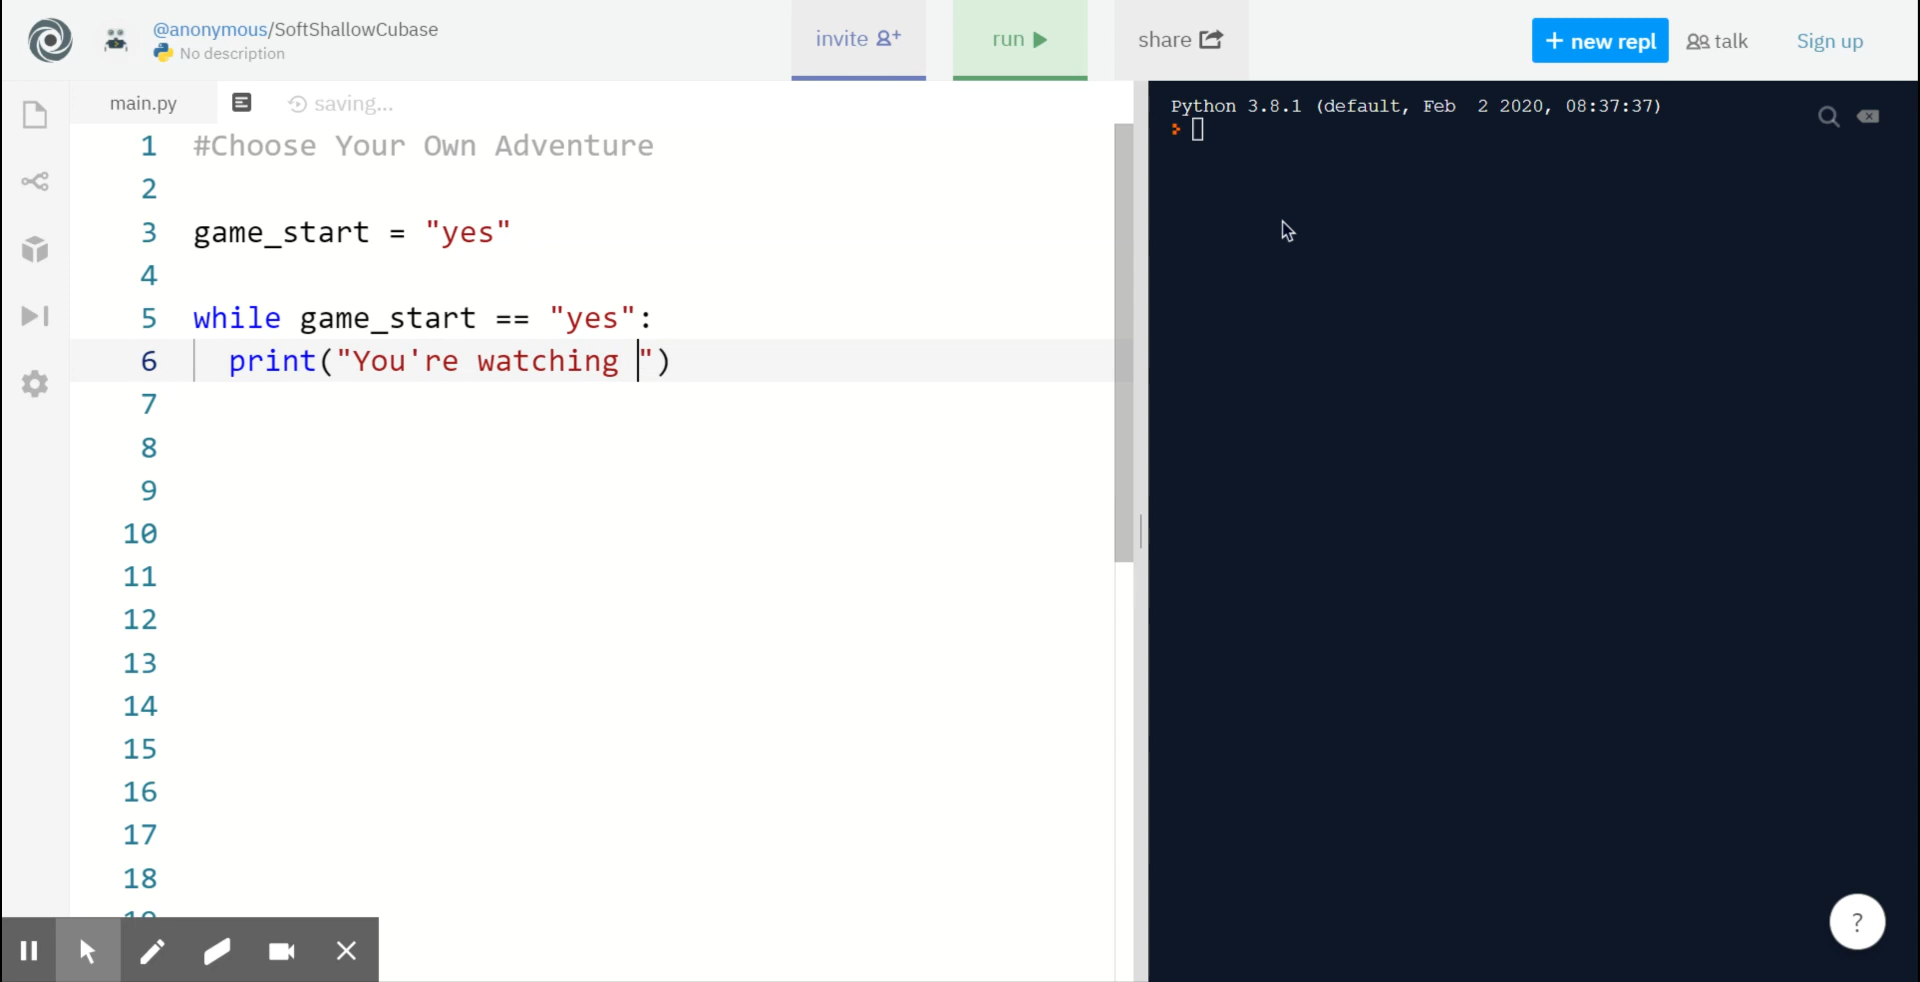 @anonymous/SoftShallowCubase
No description
invite
run
share
+ new repl
talk
Sign up
main.py
saving...
1 #Choose Your Own Adventure
2
3 game_start = "yes"
4
5 while game_start == "yes":
6 print("You're watching ")
7
8
9
10
11
12
13
14
15
16
17
18
19
Python 3.8.1 (default, Feb  2 2020, 08:37:37)
?